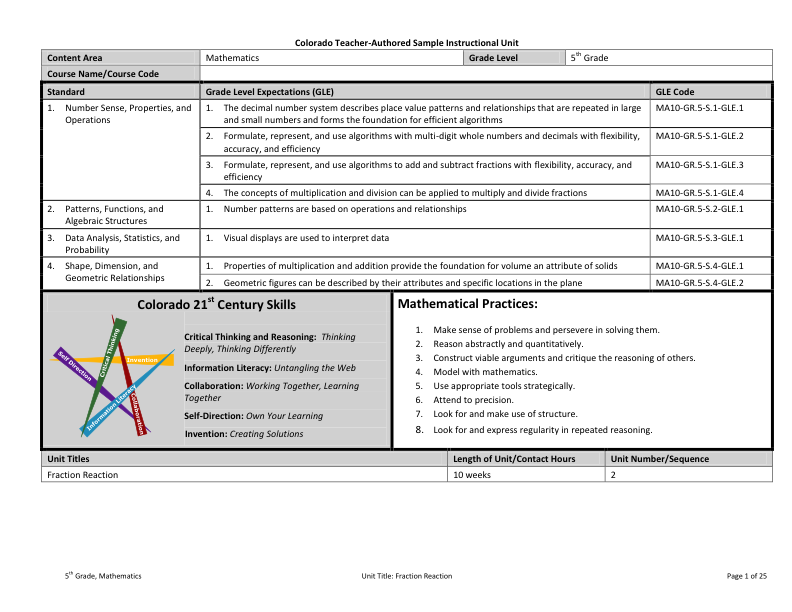 Colorado Teacher-Authored Sample Instructional Unit
Content Area Mathematics Grade Level 5th Grade
Course Name/Course Code
Standard Grade Level Expectations (GLE) GLE Code
1. Number Sense, Properties, and
Operations
1. The decimal number system describes place value patterns and relationships that are repeated in large
and small numbers and forms the foundation for efficient algorithms
MA10-GR.5-S.1-GLE.1
2. Formulate, represent, and use algorithms with multi-digit whole numbers and decimals with flexibility,
accuracy, and efficiency
MA10-GR.5-S.1-GLE.2
3. Formulate, represent, and use algorithms to add and subtract fractions with flexibility, accuracy, and
efficiency
MA10-GR.5-S.1-GLE.3
4. The concepts of multiplication and division can be applied to multiply and divide fractions MA10-GR.5-S.1-GLE.4
2. Patterns, Functions, and
Algebraic Structures
1. Number patterns are based on operations and relationships MA10-GR.5-S.2-GLE.1
3. Data Analysis, Statistics, and
Probability
1. Visual displays are used to interpret data MA10-GR.5-S.3-GLE.1
4. Shape, Dimension, and
Geometric Relationships
1. Properties of multiplication and addition provide the foundation for volume an attribute of solids MA10-GR.5-S.4-GLE.1
2. Geometric figures can be described by their attributes and specific locations in the plane MA10-GR.5-S.4-GLE.2
Colorado 21st Century Skills
Critical Thinking
Self Direction
Invention
Information Literacy
Collaboration
Critical Thinking and Reasoning: Thinking
Deeply, Thinking Differently
Information Literacy: Untangling the Web
Collaboration: Working Together, Learning
Together
Self-Direction: Own Your Learning
Invention: Creating Solutions
Mathematical Practices:
1. Make sense of problems and persevere in solving them.
2. Reason abstractly and quantitatively.
3. Construct viable arguments and critique the reasoning of others.
4. Model with mathematics.
5. Use appropriate tools strategically.
6. Attend to precision.
7. Look for and make use of structure.
8. Look for and express regularity in repeated reasoning.
Unit Titles Length of Unit/Contact Hours Unit Number/Sequence
Fraction Reaction 10 weeks 2
5th Grade, Mathematics Unit Title: Fraction Reaction Page 1 of 25